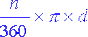 n/360 × π × d